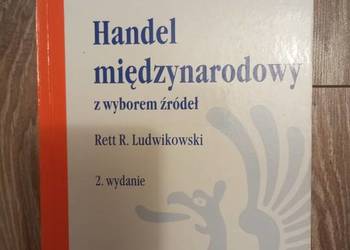 Handel
międzynarodowy
z wyborem źródeł
Rett R. Ludwikowski
2. wydanie